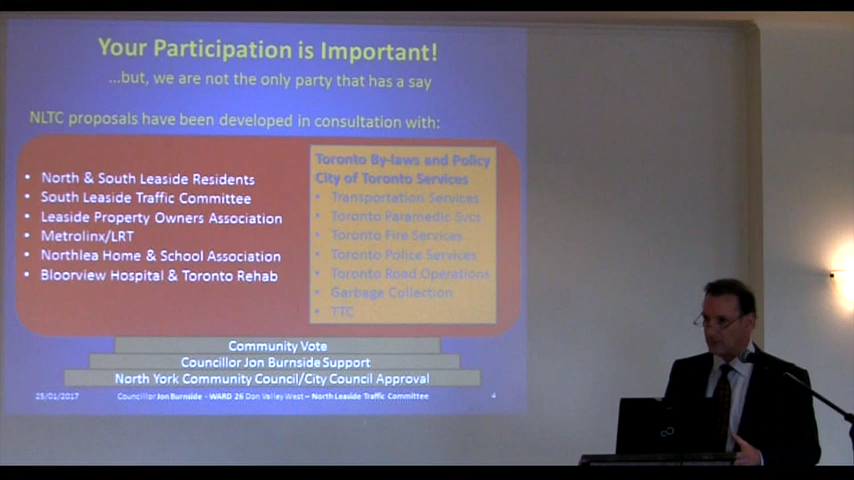 Your Participation is Important!
...but, we are not the only party that has a say
NLTC proposals have been developed in consultation with:
• North & South Leaside Residents
• South Leaside Traffic Committee
• Leaside Property Owners Association
• Metrolinx/LRT
• Northlea Home & School Association
• Bloorview Hospital & Toronto Rehab
Toronto By-laws and Policy
City of Toronto Services
• Transportation Services
• Toronto Paramedic Svcs
• Toronto Fire Services
• Toronto Police Services
• Toronto Road Operations
• Garbage Collection
• TTC
Community Vote
Councillor Jon Burnside Support
North York Community Council/City Council Approval
25/01/2017 Councillor Jon Burnside - WARD 26 Don Valley West – North Leaside Traffic Committee 4